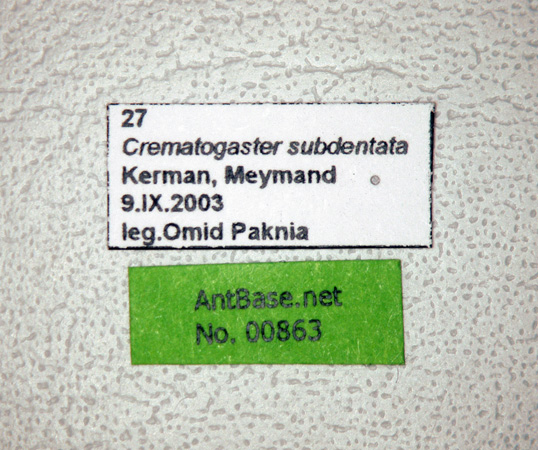 27
Crematogaster subdentata
Kerman, Meymand
9.IX.2003
leg.Omid Paknia
AntBase.net
No. 00863